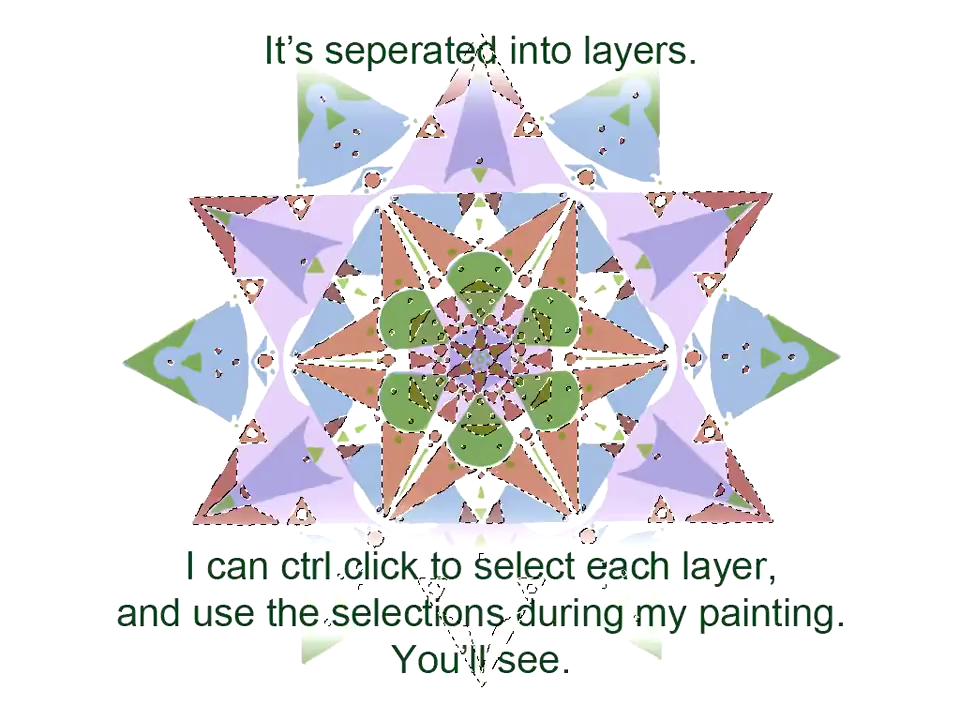 It’s seperated into layers.
I can ctrl click to select each layer,
and use the selections during my painting.
You’ll see.